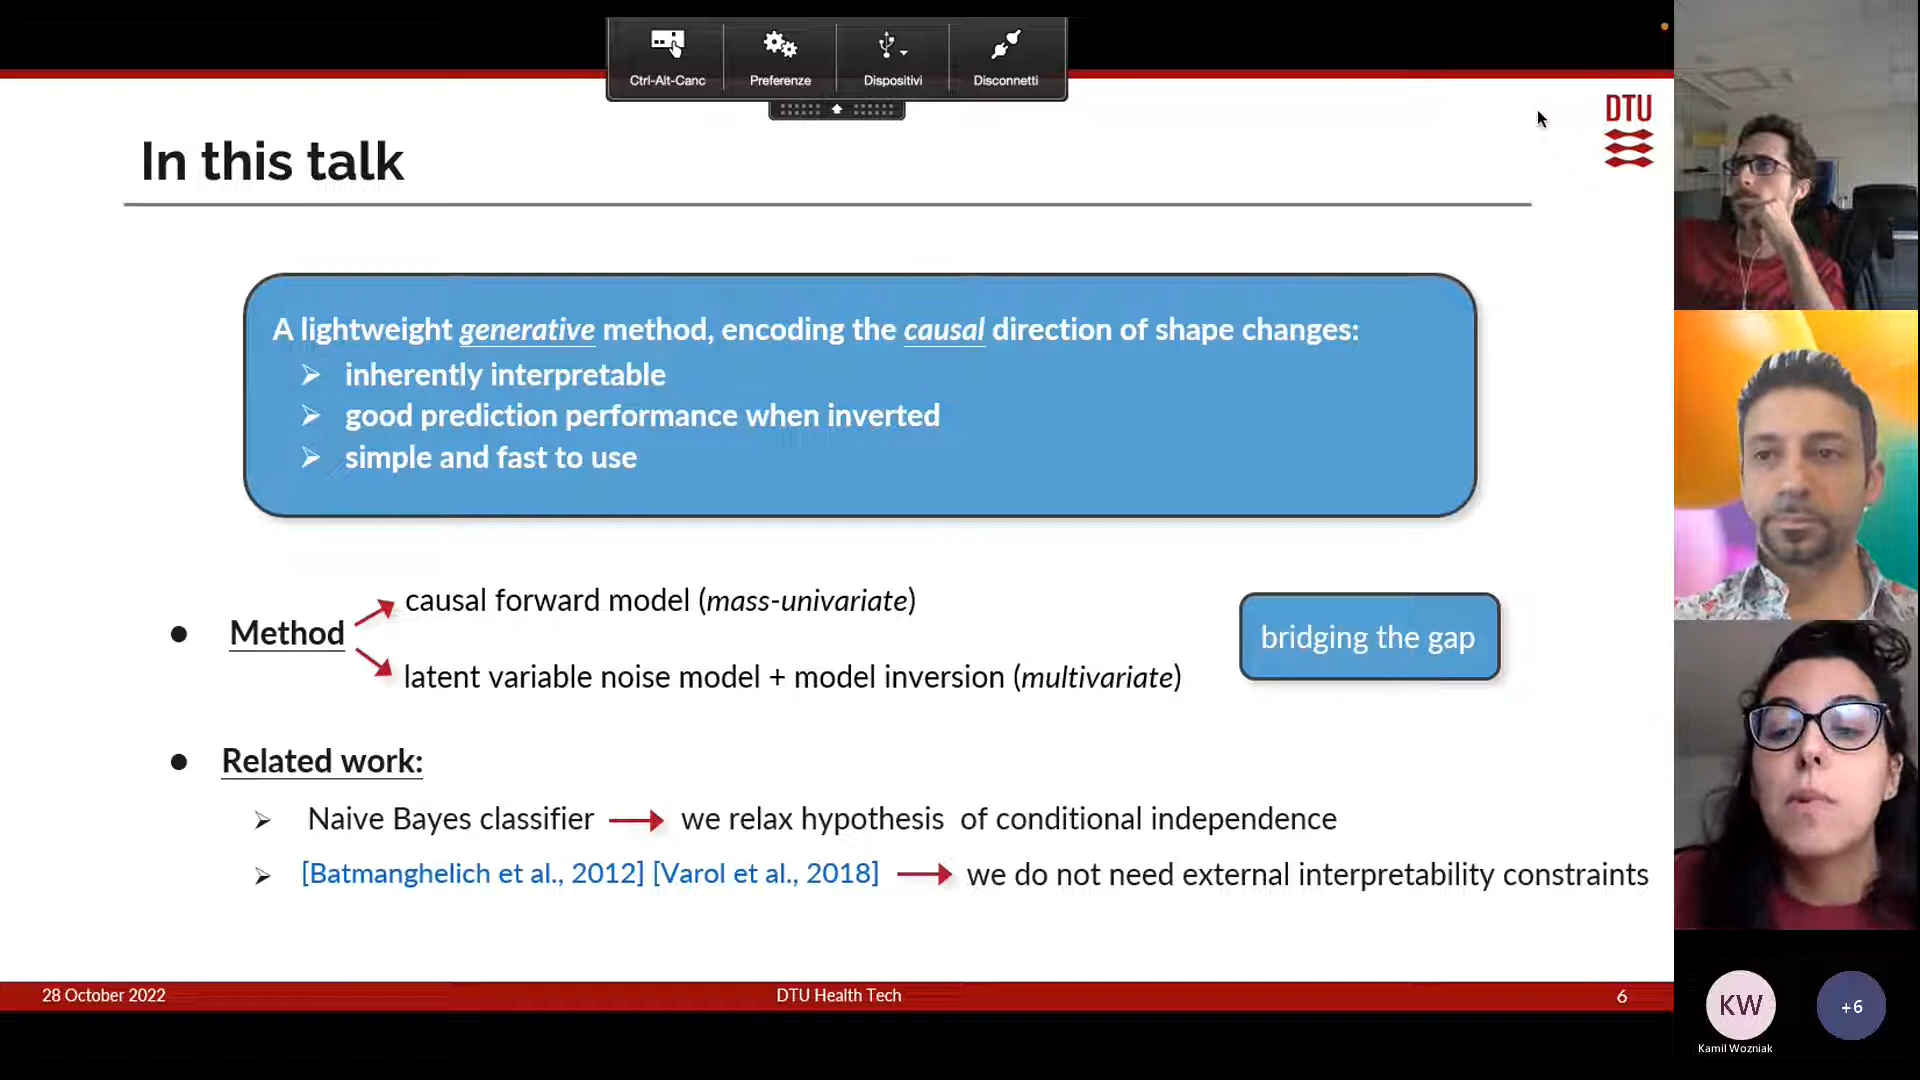 Ctrl-Alt-Canc Preferenze Dispositivi Disconnetti
DTU
In this talk
A lightweight generative method, encoding the causal direction of shape changes:
➢ inherently interpretable
➢ good prediction performance when inverted
➢ simple and fast to use
causal forward model (mass-univariate)
● Method
bridging the gap
latent variable noise model + model inversion (multivariate)
● Related work:
➢ Naive Bayes classifier → we relax hypothesis of conditional independence
➢ [Batmanghelich et al., 2012] [Varol et al., 2018] → we do not need external interpretability constraints
28 October 2022 DTU Health Tech 6
KW +6
Kamil Wozniak